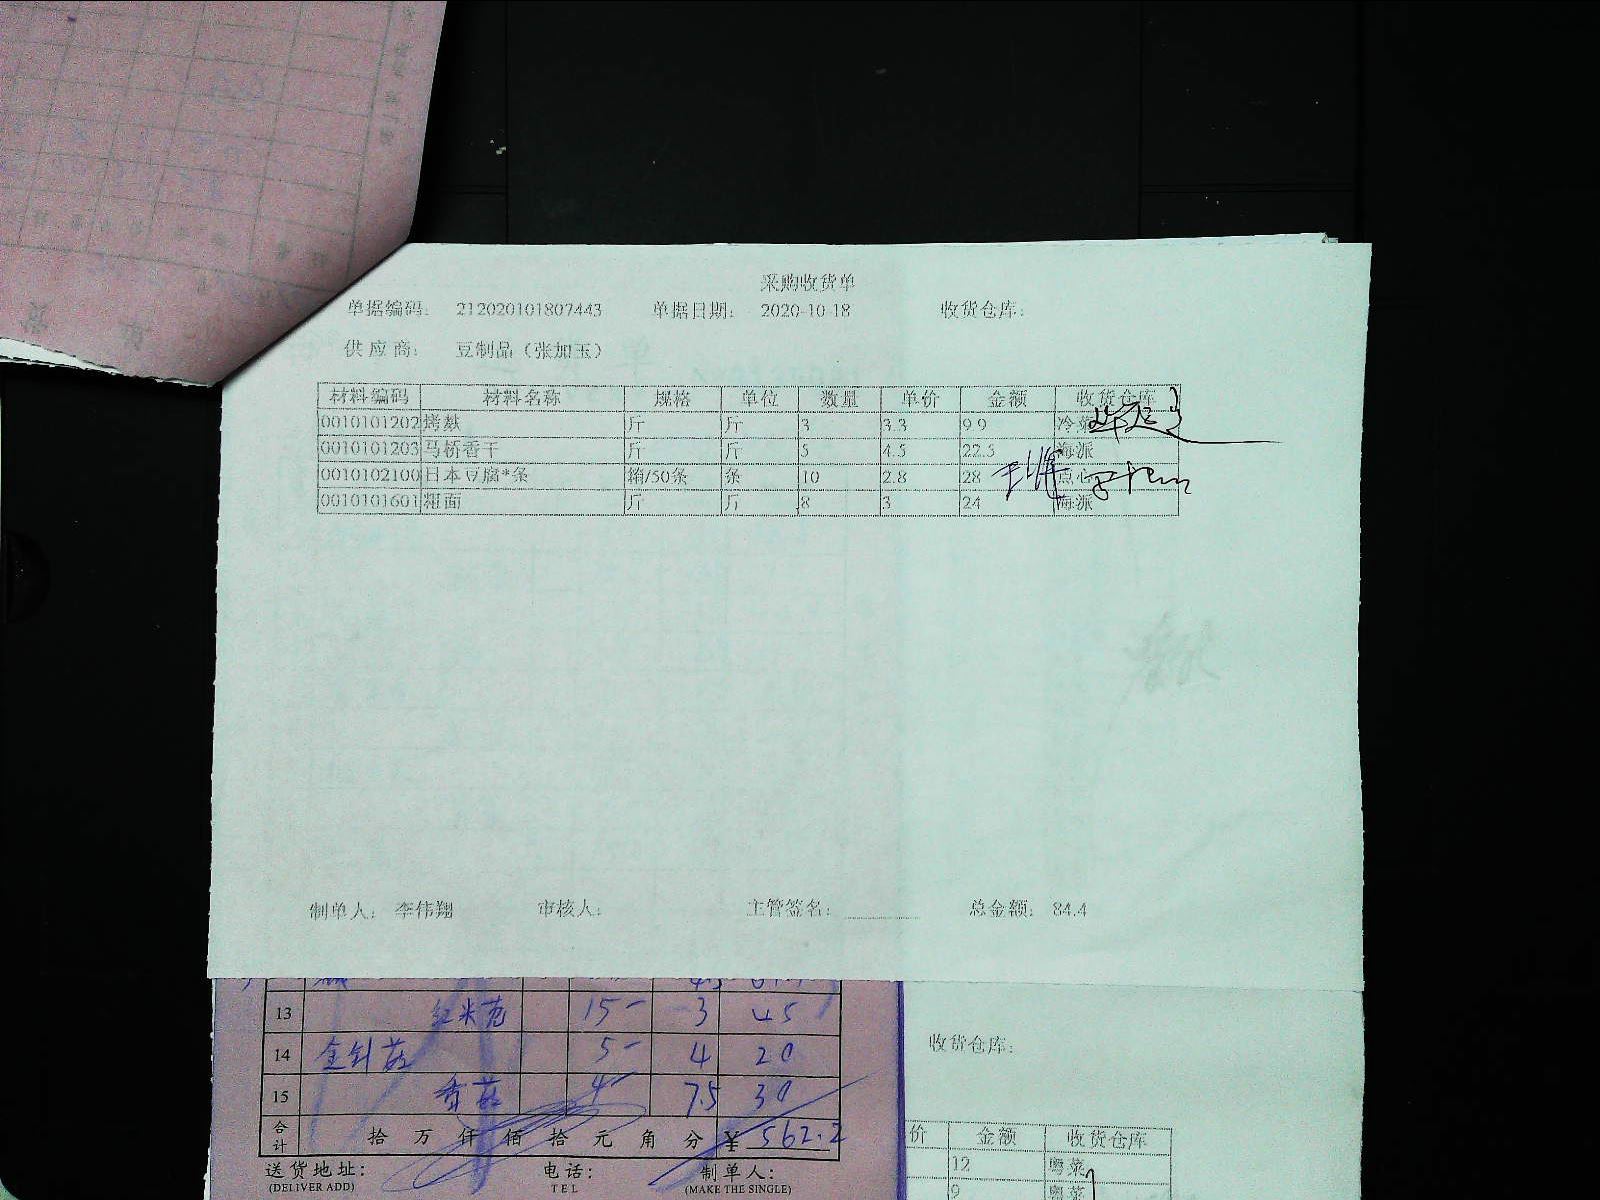 采购收货单
单据编码： 212020101807443 单据日期： 2020-10-18 收货仓库：
供应商： 豆制品（张加玉）
材料编码 材料名称 规格 单位 数量 单价 金额 收货仓库
0010101202 烤麸 斤 斤 3 3.3 9.9 冷菜
0010101203 马桥香干 斤 斤 5 4.5 22.5 海派
0010102100 日本豆腐*条 箱/50条 条 10 2.8 28 点心
0010101601 粗面 斤 斤 8 3 24 海派
制单人： 李伟翔 审核人： 主管签名： 总金额： 84.4
13 红米苋 15- 3 45
14 金针菇 5- 4 20
15 香菇 4- 7.5 30
合计 拾 万 仟 佰 拾 元 角 分 ¥ 562.2
送货地址： 电话： 制单人：
(DELIVER ADD) TEL (MAKE THE SINGLE)
收货仓库：
价 金额 收货仓库
12 粤菜
9 粤菜